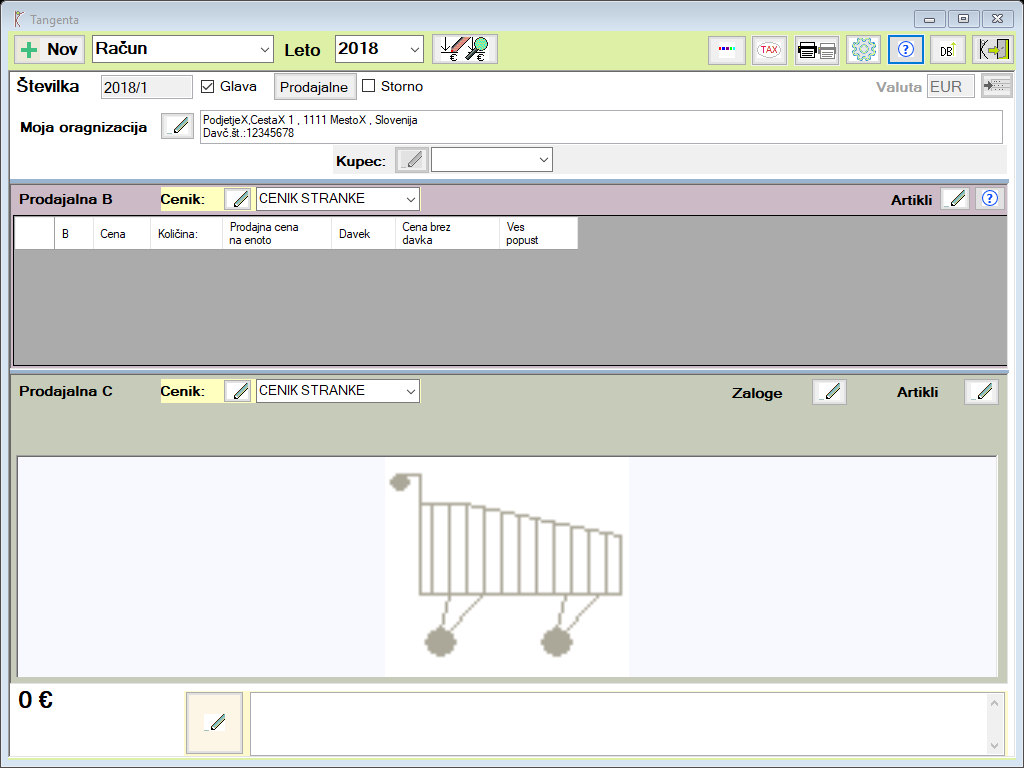 Tangenta
Nov Račun Leto 2018 TAX DB
Številka 2018/1 Glava Prodajalne Storno Valuta EUR
Moja oragnizacija PodjetjeX,CestaX 1 , 1111 MestoX , Slovenija
Davč.št.:12345678
Kupec:
Prodajalna B Cenik: CENIK STRANKE Artikli
B Cena Količina: Prodajna cena na enoto Davek Cena brez davka Ves popust
Prodajalna C Cenik: CENIK STRANKE Zaloge Artikli
0 €